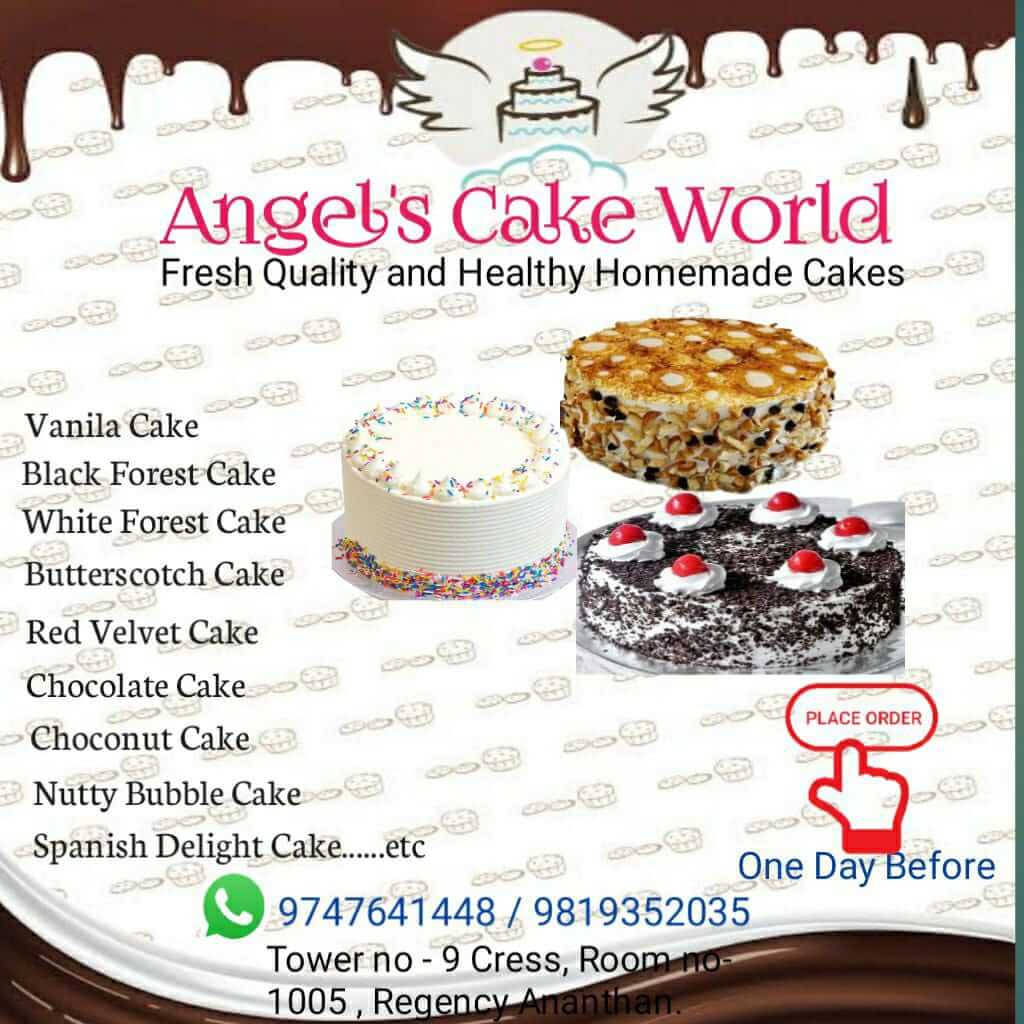 Angel's Cake World
Fresh Quality and Healthy Homemade Cakes
Vanila Cake
Black Forest Cake
White Forest Cake
Butterscotch Cake
Red Velvet Cake
Chocolate Cake
Choconut Cake
Nutty Bubble Cake
Spanish Delight Cake......etc
PLACE ORDER
One Day Before
9747641448 / 9819352035
Tower no - 9 Cress, Room no-
1005 , Regency Ananthan.